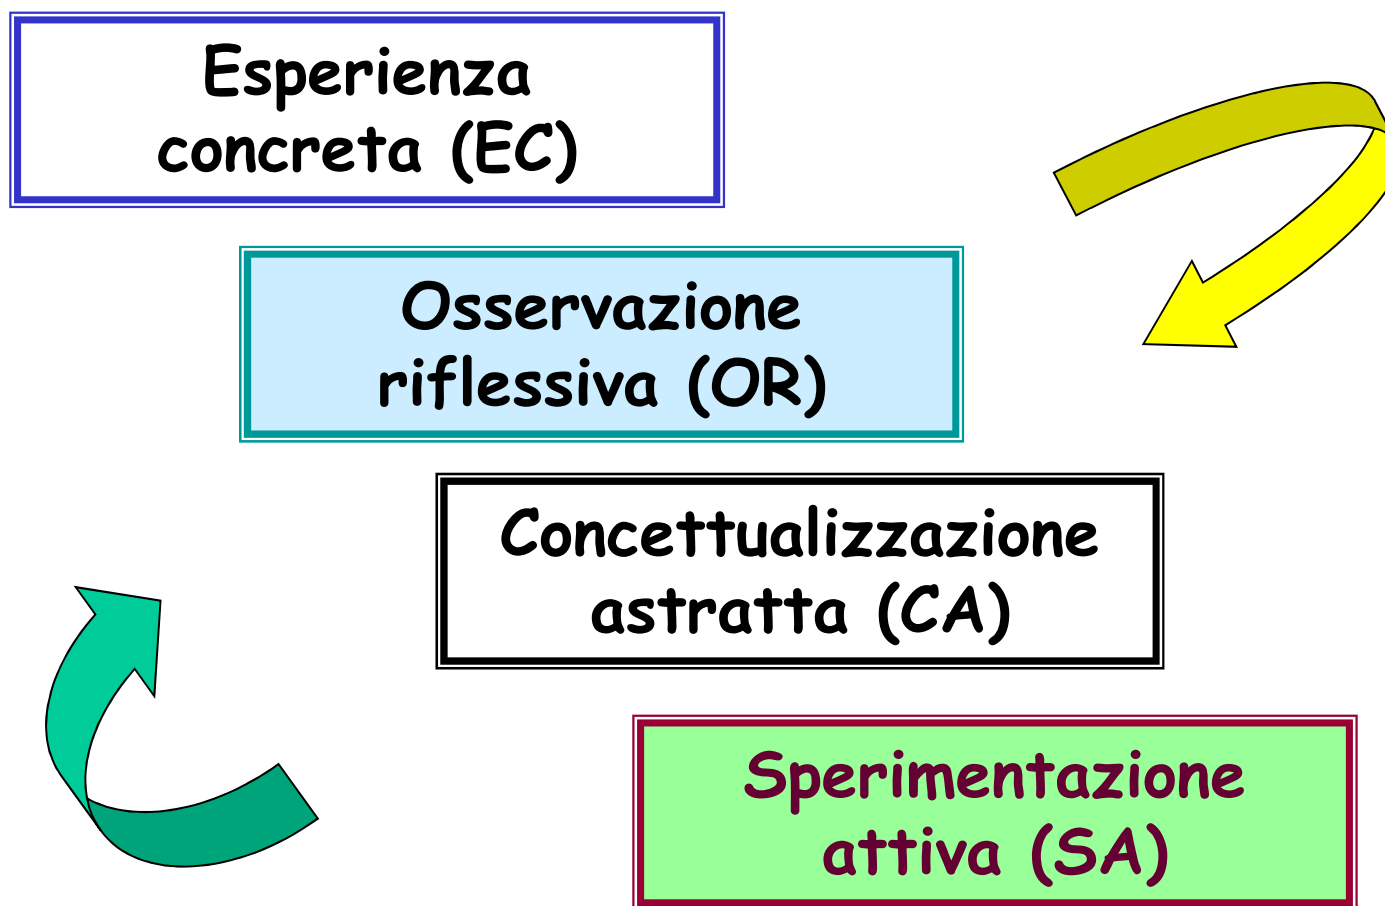 Esperienza
concreta (EC)
Osservazione
riflessiva (OR)
Concettualizzazione
astratta (CA)
Sperimentazione
attiva (SA)